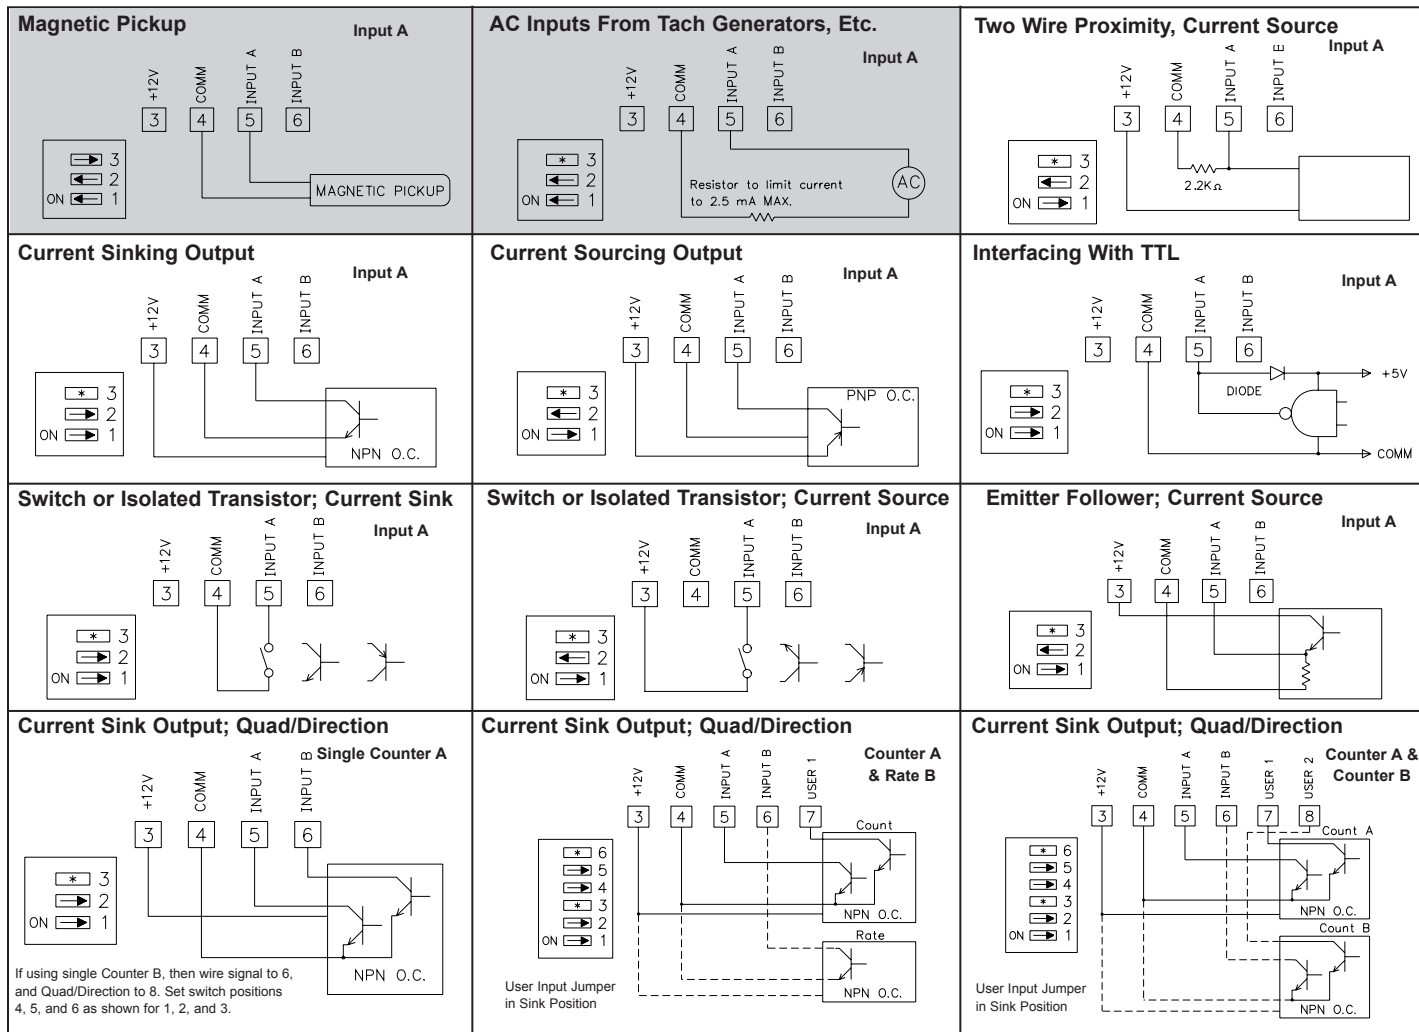 Magnetic Pickup
Input A
+12V
COMM
INPUT A
INPUT B
3
4
5
6
3
2
ON 1
MAGNETIC PICKUP
AC Inputs From Tach Generators, Etc.
Input A
+12V
COMM
INPUT A
INPUT B
3
4
5
6
* 3
2
ON 1
Resistor to limit current
to 2.5 mA MAX.
AC
Two Wire Proximity, Current Source
Input A
+12V
COMM
INPUT A
INPUT E
3
4
5
6
* 3
2
ON 1
2.2KΩ
Current Sinking Output
Input A
+12V
COMM
INPUT A
INPUT B
3
4
5
6
* 3
2
ON 1
NPN O.C.
Current Sourcing Output
Input A
+12V
COMM
INPUT A
INPUT B
3
4
5
6
* 3
2
ON 1
PNP O.C.
Interfacing With TTL
Input A
+12V
COMM
INPUT A
INPUT B
3
4
5
6
* 3
2
ON 1
DIODE
+5V
COMM
Switch or Isolated Transistor; Current Sink
Input A
+12V
COMM
INPUT A
INPUT B
3
4
5
6
* 3
2
ON 1
Switch or Isolated Transistor; Current Source
Input A
+12V
COMM
INPUT A
INPUT B
3
4
5
6
* 3
2
ON 1
Emitter Follower; Current Source
Input A
+12V
COMM
INPUT A
INPUT B
3
4
5
6
* 3
2
ON 1
Current Sink Output; Quad/Direction
Single Counter A
+12V
COMM
INPUT A
INPUT B
3
4
5
6
* 3
2
ON 1
NPN O.C.
If using single Counter B, then wire signal to 6,
and Quad/Direction to 8. Set switch positions
4, 5, and 6 as shown for 1, 2, and 3.
Current Sink Output; Quad/Direction
Counter A
& Rate B
+12V
COMM
INPUT A
INPUT B
USER 1
3
4
5
6
7
Count
* 6
5
4
* 3
2
ON 1
NPN O.C.
Rate
NPN O.C.
User Input Jumper
in Sink Position
Current Sink Output; Quad/Direction
Counter A &
Counter B
+12V
COMM
INPUT A
INPUT B
USER 1
USER 2
3
4
5
6
7
8
Count A
* 6
5
4
* 3
2
ON 1
NPN O.C.
Count B
NPN O.C.
User Input Jumper
in Sink Position